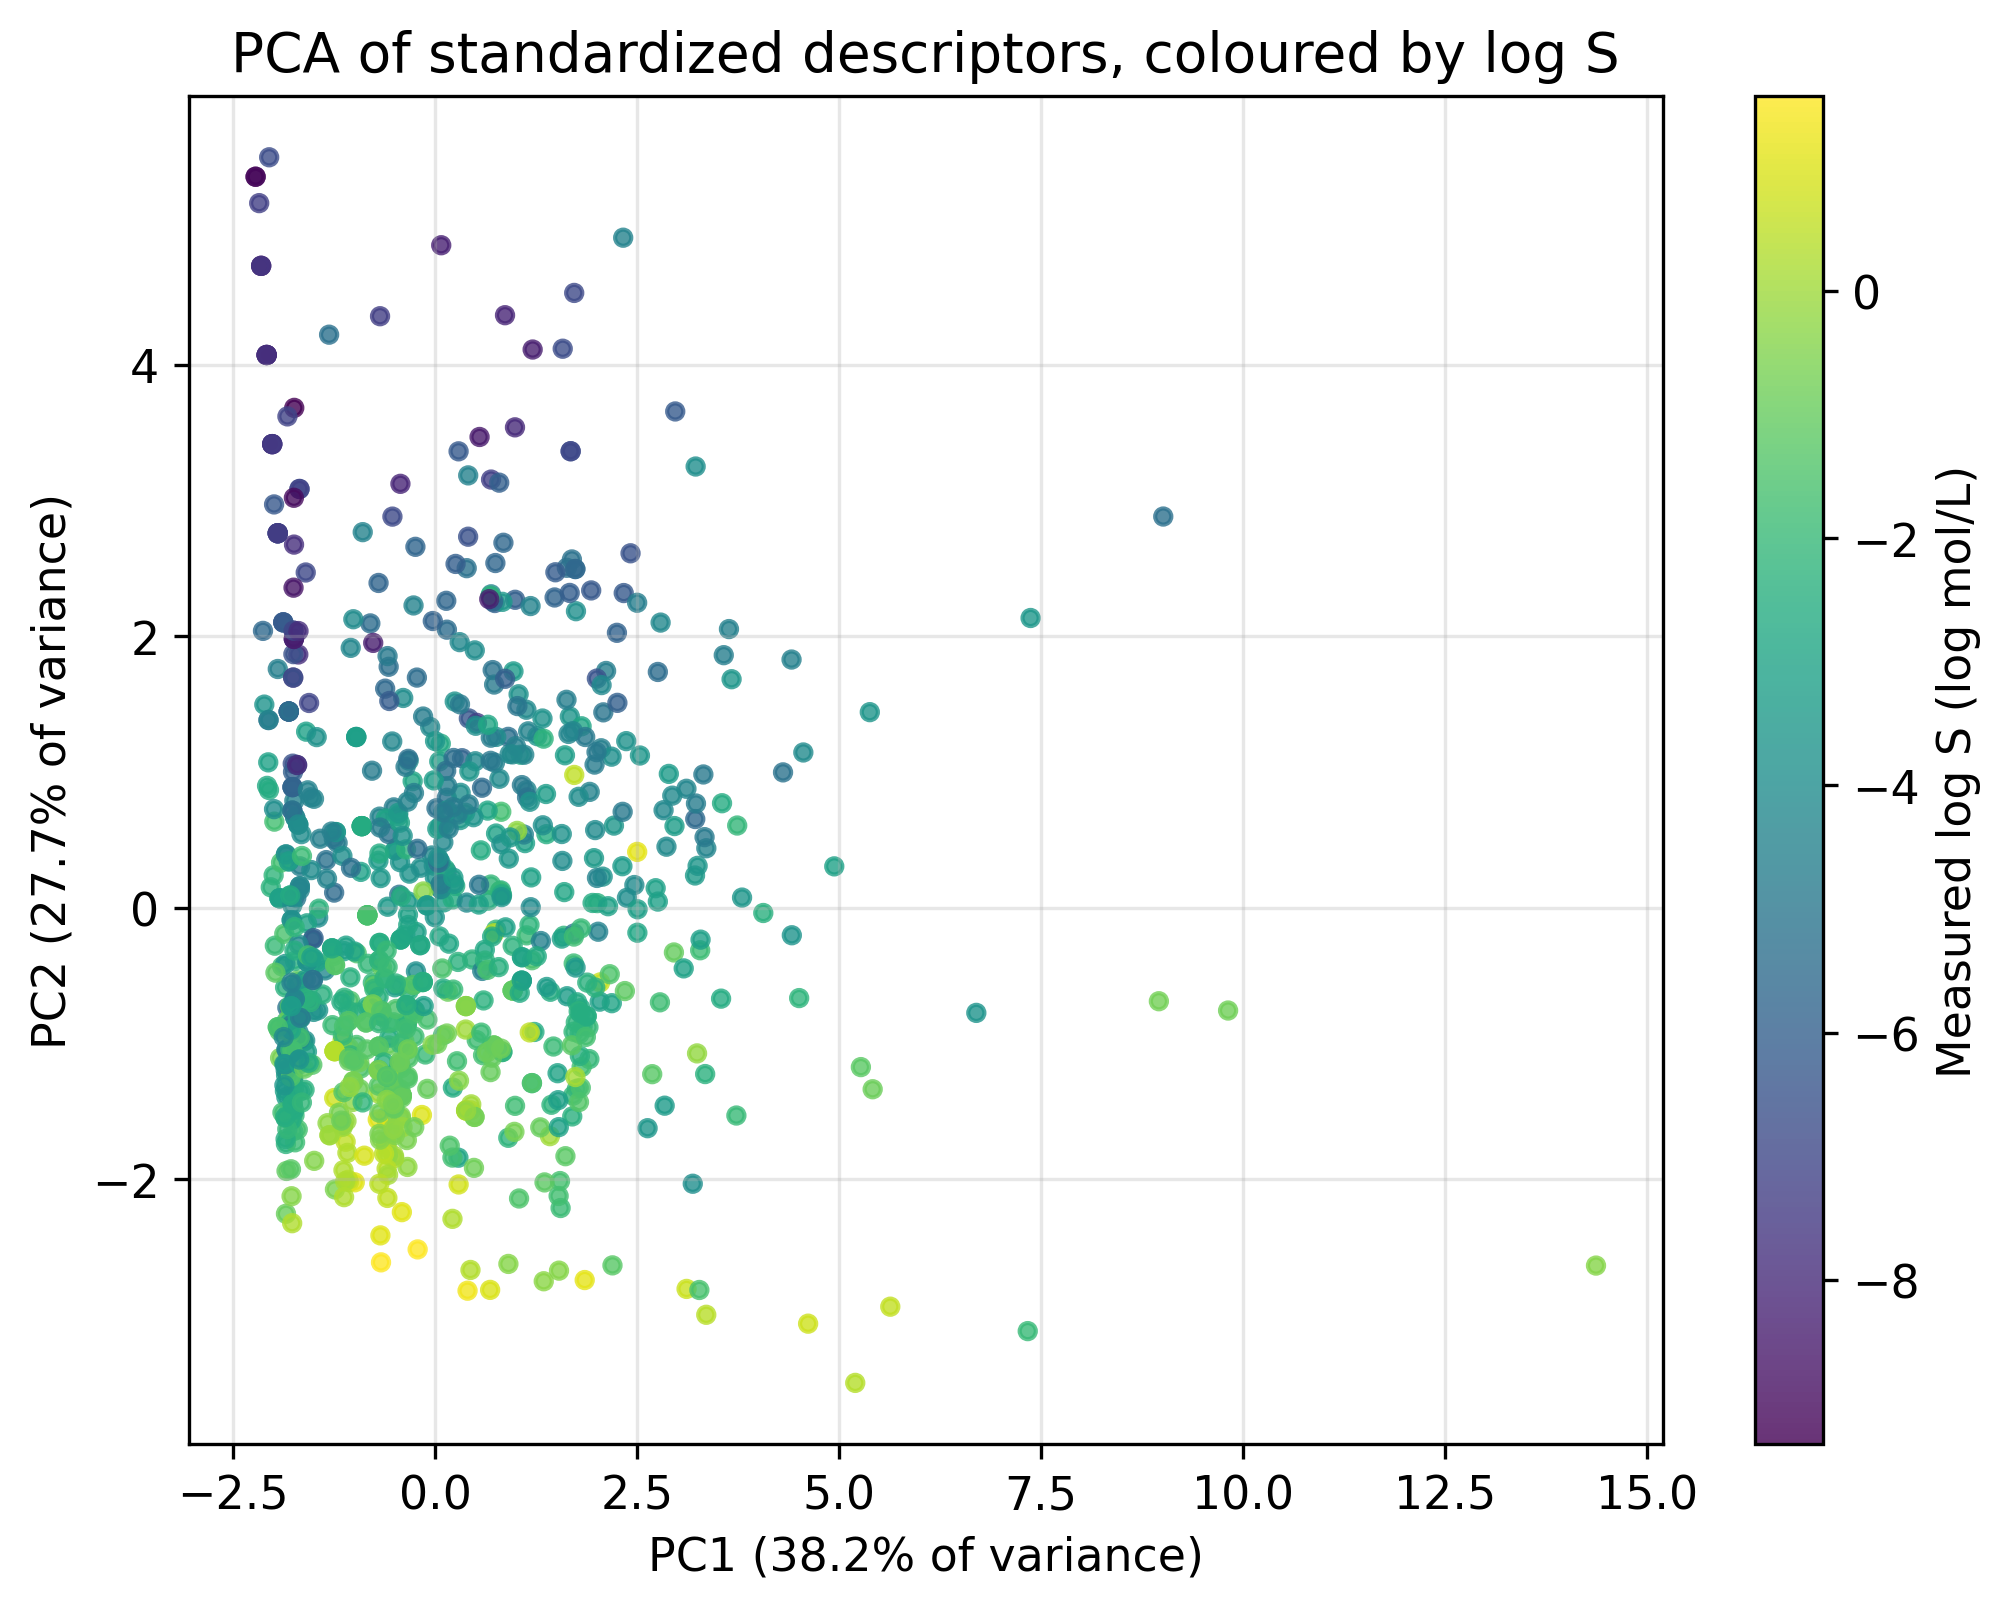 PCA of standardized descriptors, coloured by log S
PC2 (27.7% of variance)
4
2
0
−2
−2.5 0.0 2.5 5.0 7.5 10.0 12.5 15.0
PC1 (38.2% of variance)
0
−2
−4
−6
−8
Measured log S (log mol/L)